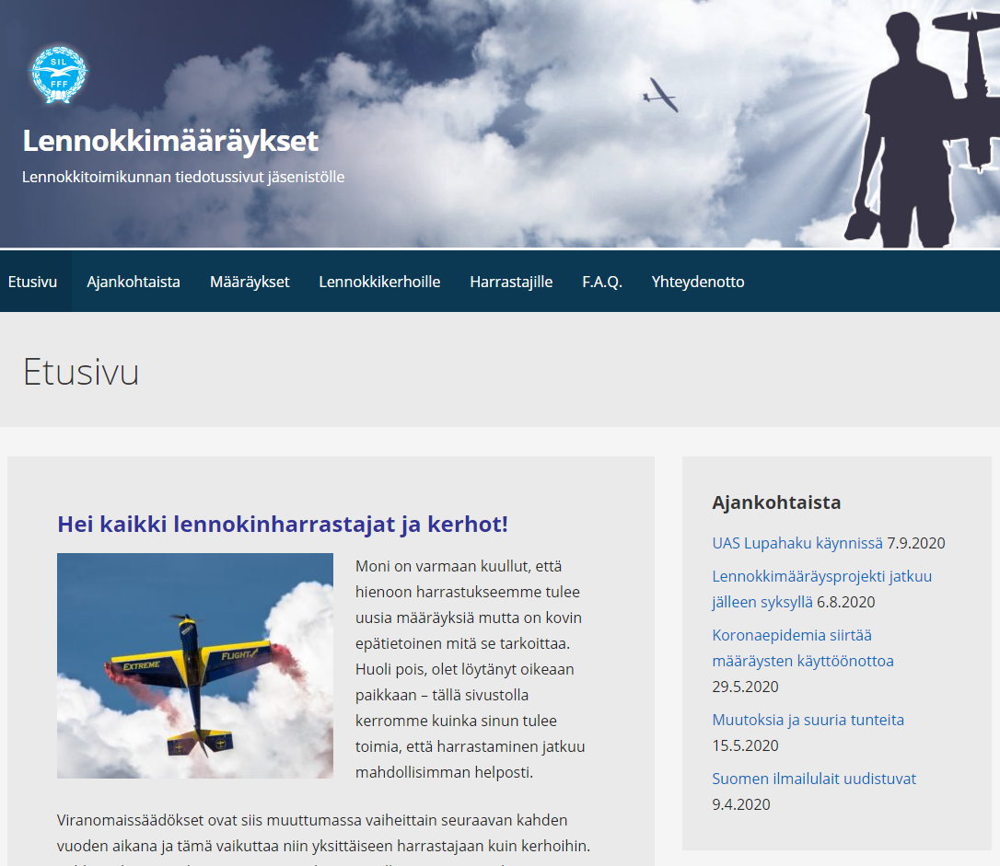 SIL
FFF
Lennokkimääräykset
Lennokkitoimikunnan tiedotussivut jäsenistölle
Etusivu Ajankohtaista Määräykset Lennokkikerhoille Harrastajille F.A.Q. Yhteydenotto
Etusivu
Hei kaikki lennokinharrastajat ja kerhot!
EXTREME FLIGHT
Moni on varmaan kuullut, että
hienoon harrastukseemme tulee
uusia määräyksiä mutta on kovin
epätietoinen mitä se tarkoittaa.
Huoli pois, olet löytänyt oikeaan
paikkaan – tällä sivustolla
kerromme kuinka sinun tulee
toimia, että harrastaminen jatkuu
mahdollisimman helposti.
Viranomaissäädökset ovat siis muuttumassa vaiheittain seuraavan kahden
vuoden aikana ja tämä vaikuttaa niin yksittäiseen harrastajaan kuin kerhoihin.
Ajankohtaista
UAS Lupahaku käynnissä 7.9.2020
Lennokkimääräysprojekti jatkuu
jälleen syksyllä 6.8.2020
Koronaepidemia siirtää
määräysten käyttöönottoa
29.5.2020
Muutoksia ja suuria tunteita
15.5.2020
Suomen ilmailulait uudistuvat
9.4.2020